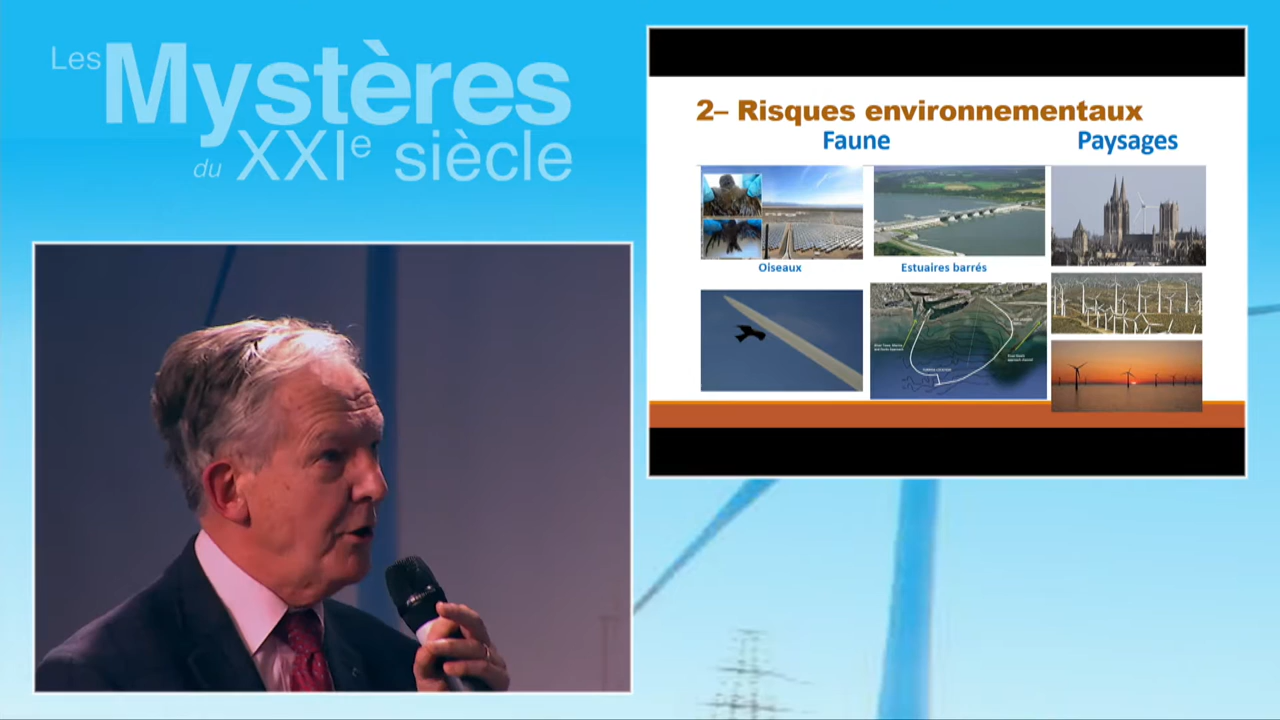 Les Mystères
du XXIe siècle
2– Risques environnementaux
Faune
Paysages
Oiseaux
Estuaires barrés